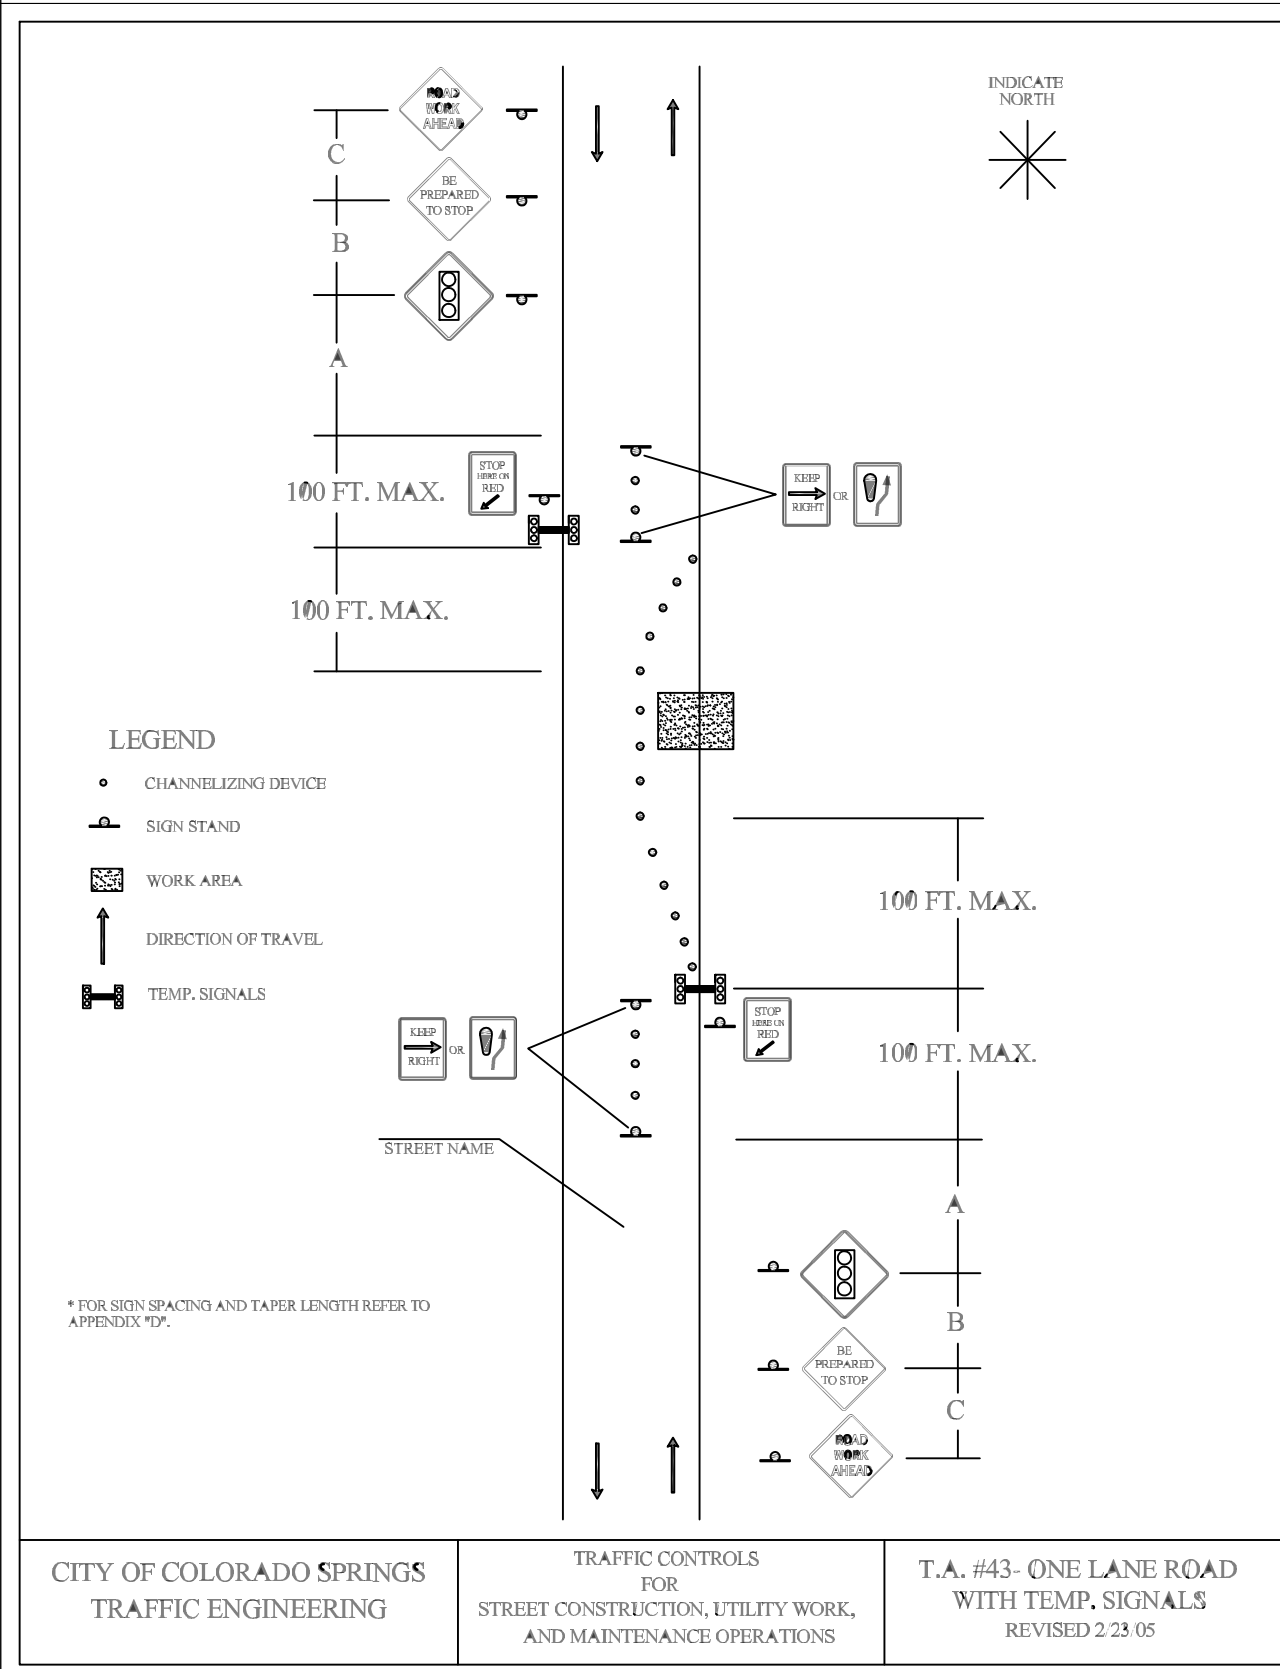 INDICATE
NORTH
ROAD
WORK
AHEAD
C
BE
PREPARED
TO STOP
B
A
100 FT. MAX.
STOP
HERE ON
RED
KEEP
RIGHT
OR
100 FT. MAX.
LEGEND
CHANNELIZING DEVICE
SIGN STAND
WORK AREA
DIRECTION OF TRAVEL
TEMP. SIGNALS
100 FT. MAX.
STOP
HERE ON
RED
100 FT. MAX.
KEEP
RIGHT
OR
STREET NAME
A
* FOR SIGN SPACING AND TAPER LENGTH REFER TO
APPENDIX "D".
B
BE
PREPARED
TO STOP
C
ROAD
WORK
AHEAD
CITY OF COLORADO SPRINGS
TRAFFIC ENGINEERING
TRAFFIC CONTROLS
FOR
STREET CONSTRUCTION, UTILITY WORK,
AND MAINTENANCE OPERATIONS
T.A. #43- ONE LANE ROAD
WITH TEMP. SIGNALS
REVISED 2/23/05